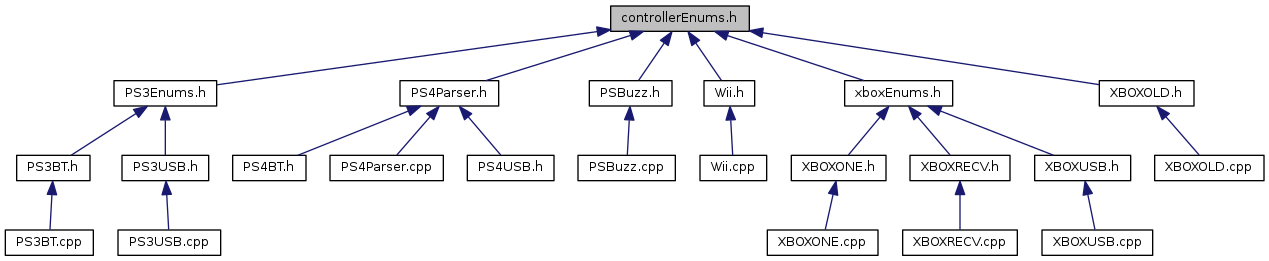 controllerEnums.h
PS3Enums.h PS4Parser.h PSBuzz.h Wii.h xboxEnums.h XBOXOLD.h
PS3BT.h PS3USB.h PS4BT.h PS4Parser.cpp PS4USB.h PSBuzz.cpp Wii.cpp XBOXONE.h XBOXRECV.h XBOXUSB.h XBOXOLD.cpp
PS3BT.cpp PS3USB.cpp XBOXONE.cpp XBOXRECV.cpp XBOXUSB.cpp